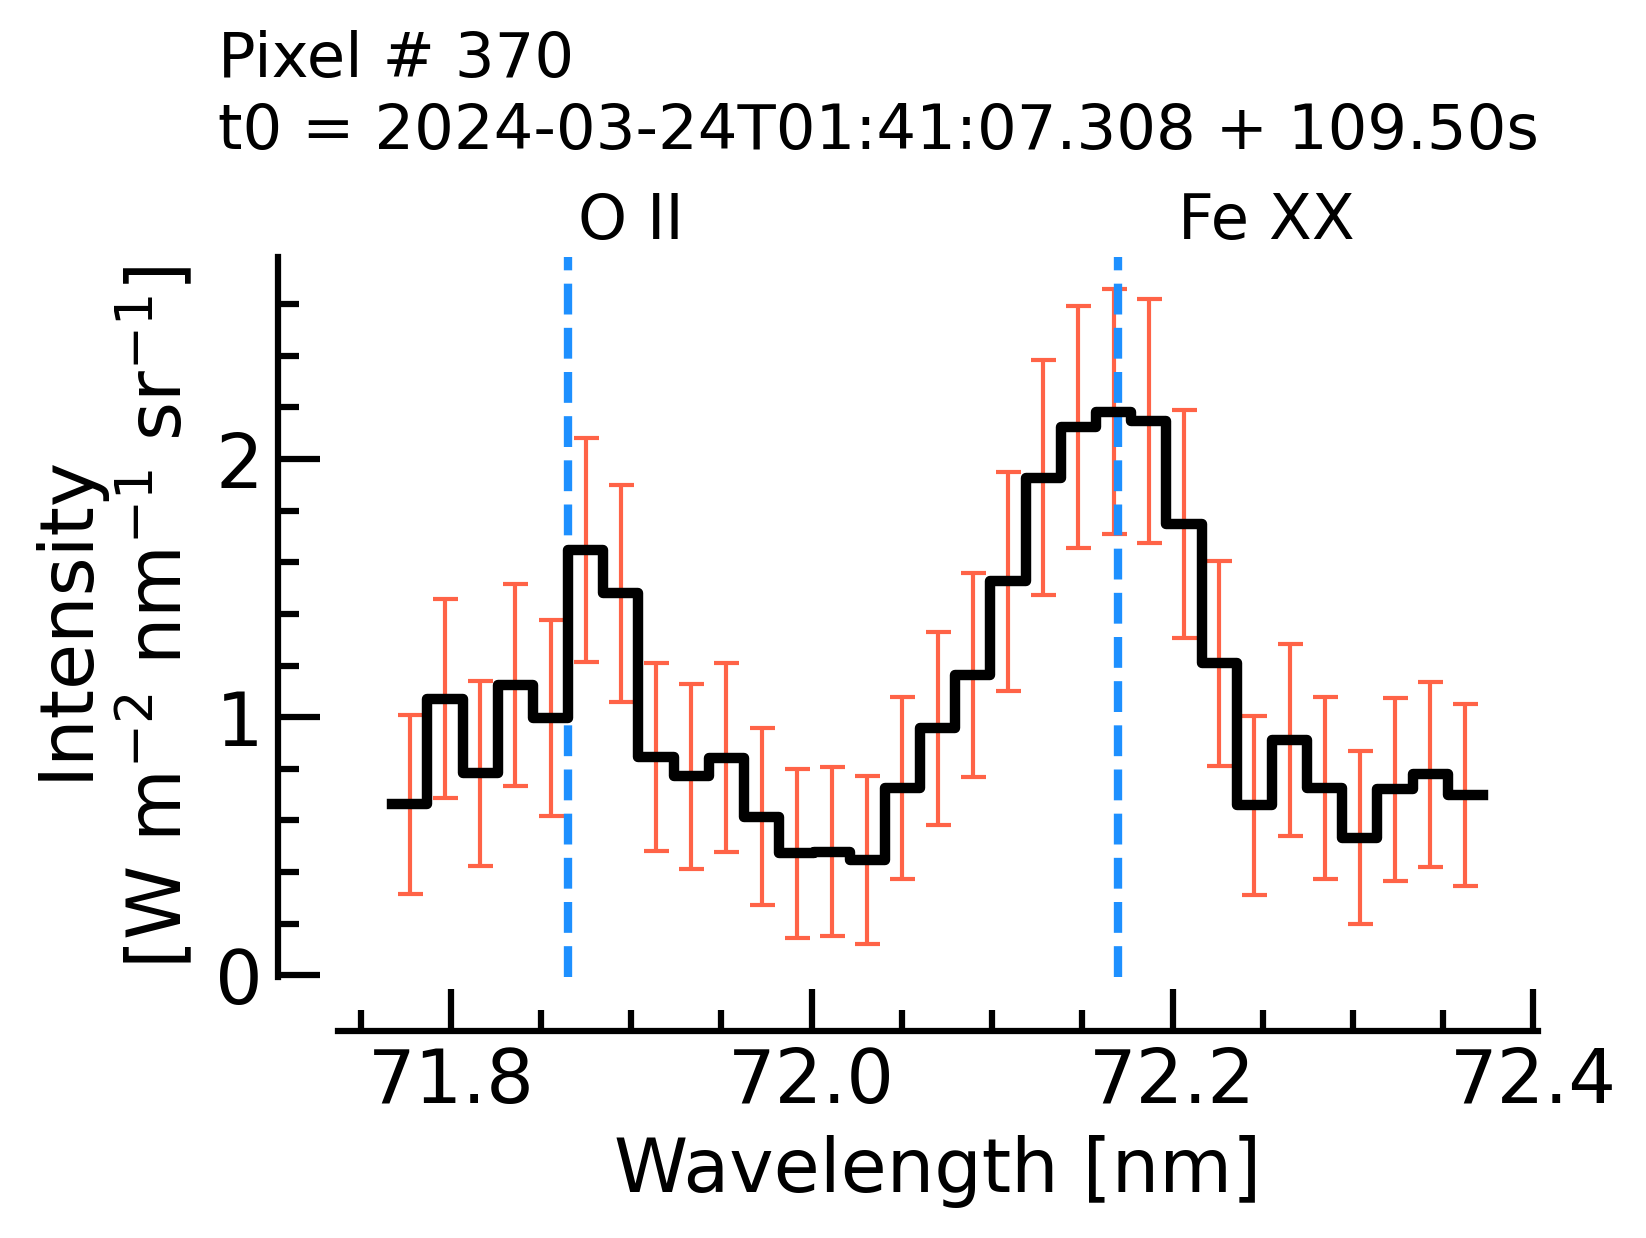 Pixel # 370
t0 = 2024-03-24T01:41:07.308 + 109.50s
O II
Fe XX
Intensity
[W m⁻² nm⁻¹ sr⁻¹]
2
1
0
71.8 72.0 72.2 72.4
Wavelength [nm]